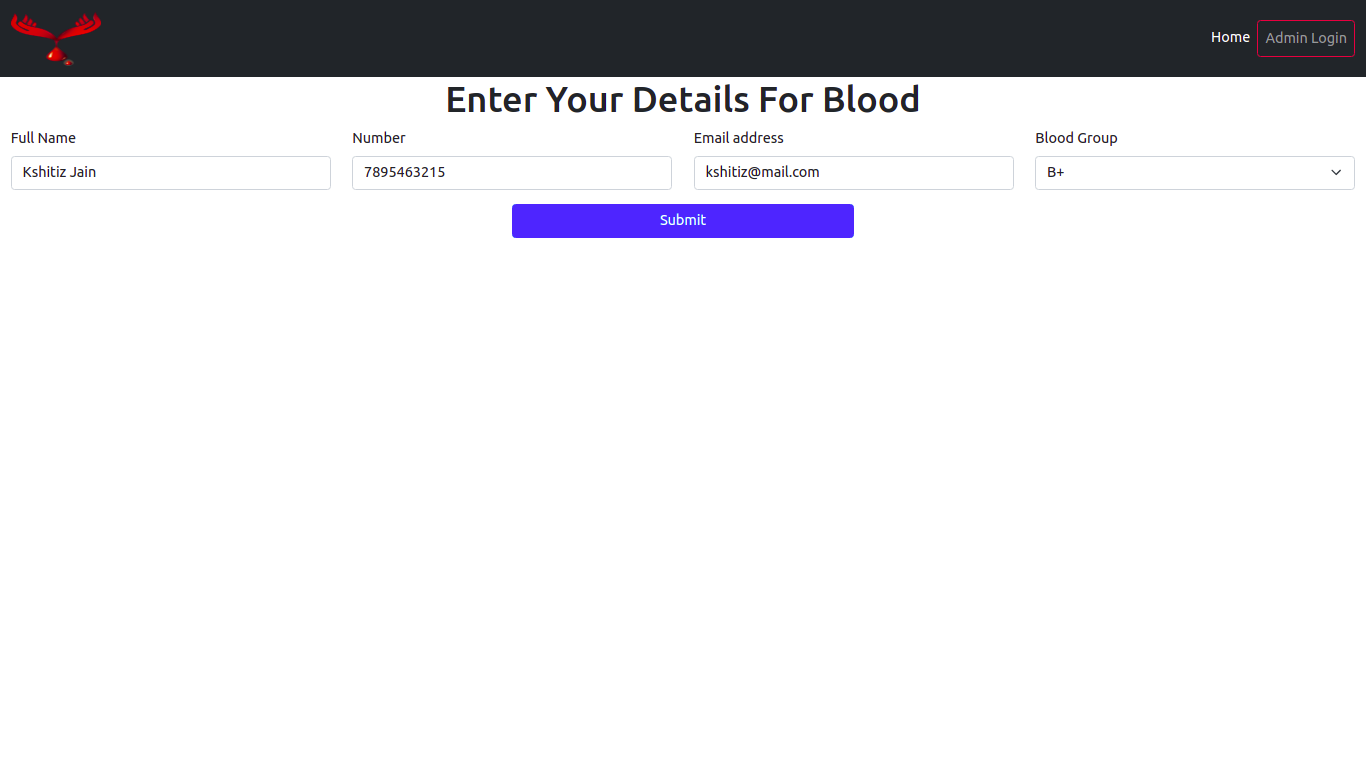 Home Admin Login
Enter Your Details For Blood
Full Name Number Email address Blood Group
Kshitiz Jain 7895463215 kshitiz@mail.com B+
Submit